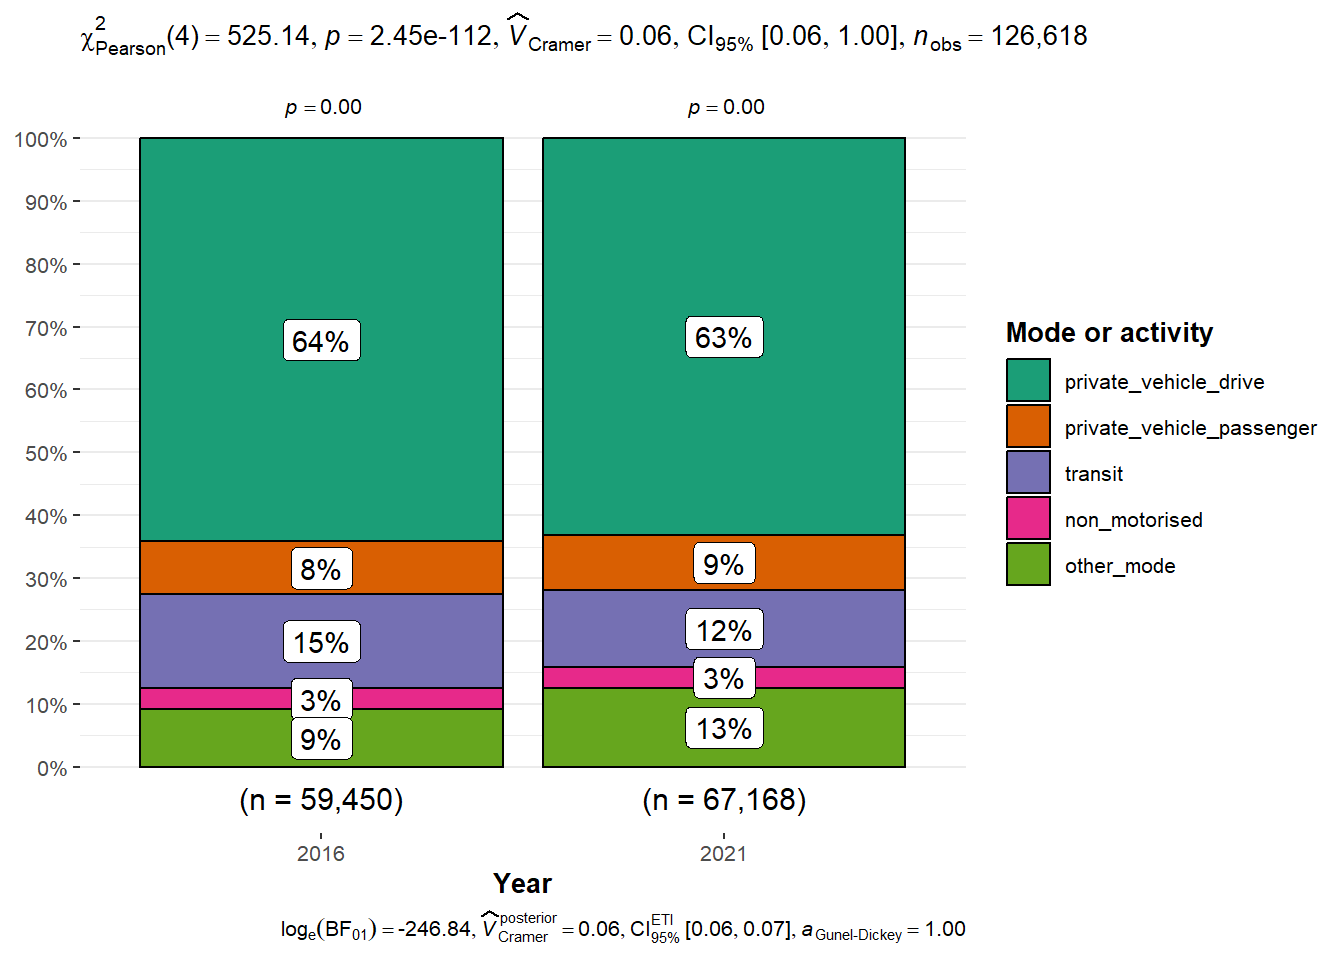 χ²Pearson(4) = 525.14, p = 2.45e-112, V̂Cramer = 0.06, CI95% [0.06, 1.00], nobs = 126,618
p = 0.00 p = 0.00
100%
90%
80%
70%
60%
50%
40%
30%
20%
10%
0%
64% 63%
8% 9%
15% 12%
3% 3%
9% 13%
(n = 59,450) (n = 67,168)
2016 2021
Year
Mode or activity
private_vehicle_drive
private_vehicle_passenger
transit
non_motorised
other_mode
loge(BF01) = -246.84, V̂Cramer posterior = 0.06, CI95% ETI [0.06, 0.07], aGunel-Dickey = 1.00